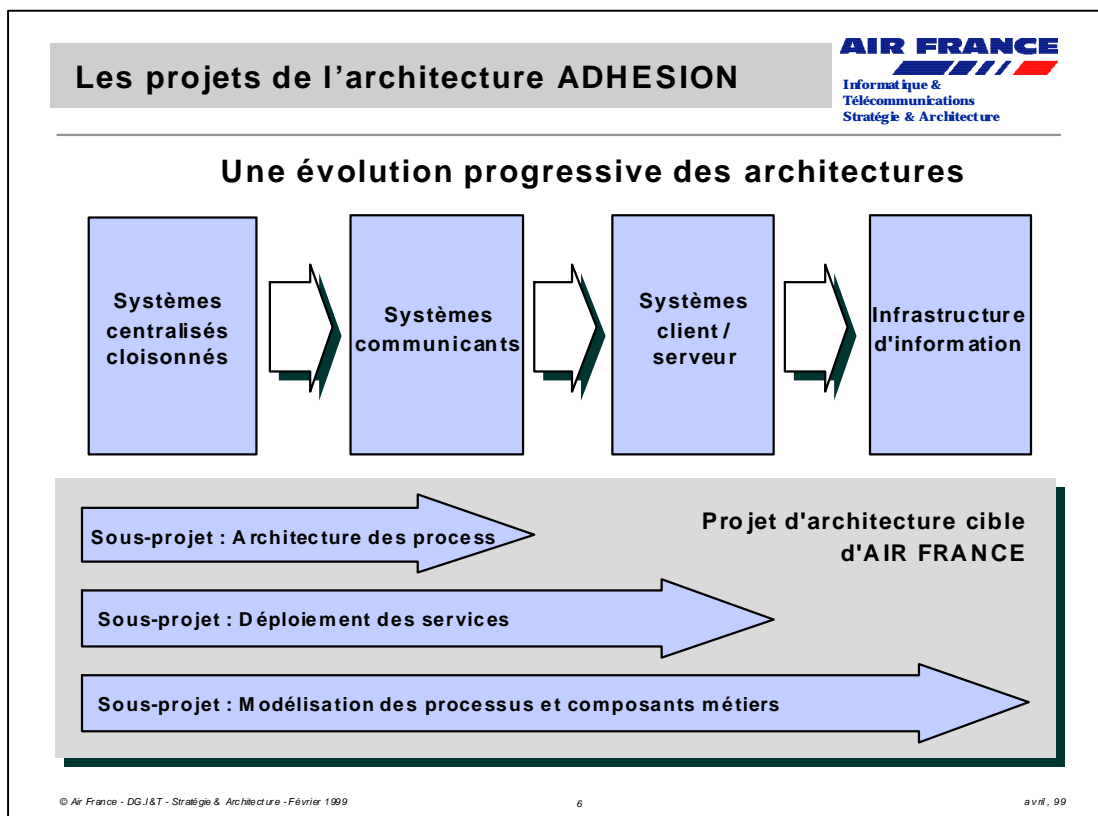 Les projets de l'architecture ADHESION
AIR FRANCE
Informatique &
Télécommunications
Stratégie & Architecture
Une évolution progressive des architectures
Systèmes
centralisés
cloisonnés
Systèmes
communicants
Systèmes
client /
serveur
Infrastructure
d'information
Projet d'architecture cible
d'AIR FRANCE
Sous-projet : Architecture des process
Sous-projet : Déploiement des services
Sous-projet : Modélisation des processus et composants métiers
© Air France - DG.I&T - Stratégie & Architecture - Février 1999
6
avril, 99